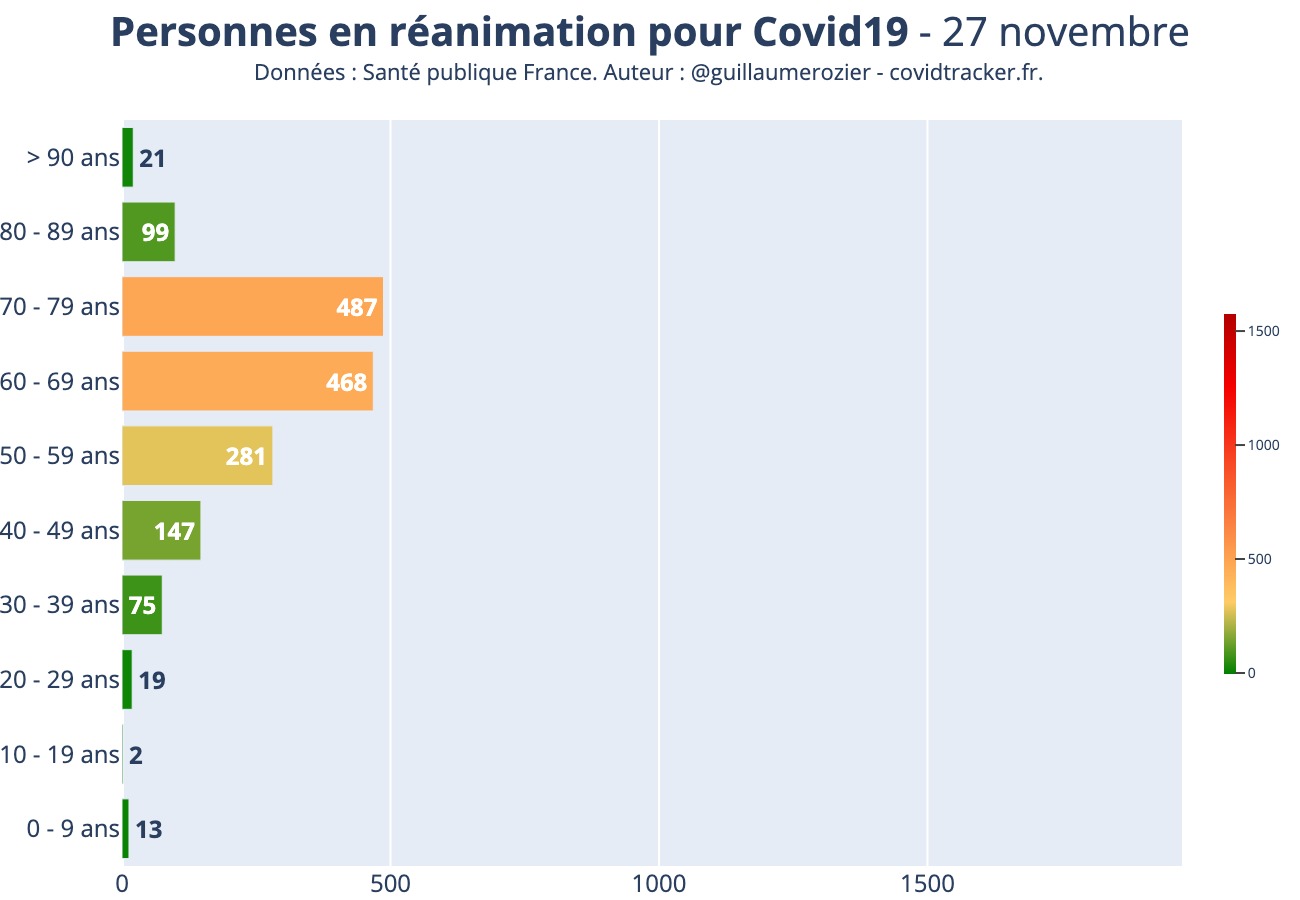 Personnes en réanimation pour Covid19 - 27 novembre
Données : Santé publique France. Auteur : @guillaumerozier - covidtracker.fr.
> 90 ans 21
80 - 89 ans 99
70 - 79 ans 487
60 - 69 ans 468
50 - 59 ans 281
40 - 49 ans 147
30 - 39 ans 75
20 - 29 ans 19
10 - 19 ans 2
0 - 9 ans 13
0 500 1000 1500
1500
1000
500
0